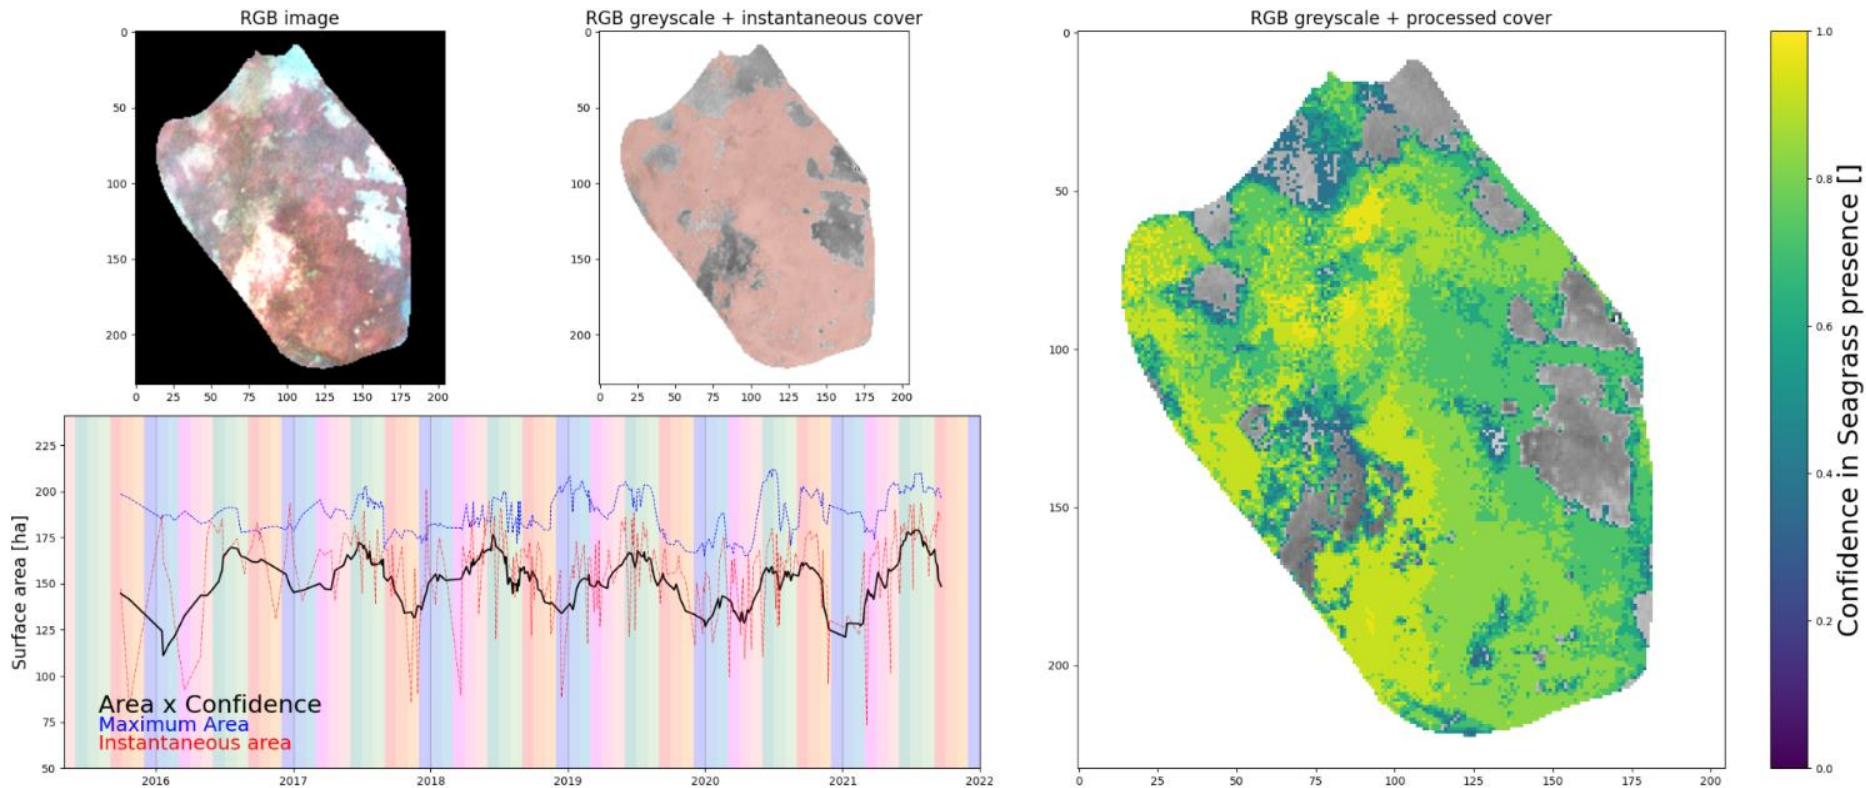 RGB image
0
50
100
150
200
0 25 50 75 100 125 150 175 200
RGB greyscale + instantaneous cover
0
50
100
150
200
0 25 50 75 100 125 150 175 200
RGB greyscale + processed cover
0
50
100
150
200
0 25 50 75 100 125 150 175 200
1.0
0.8
0.6
0.4
0.2
0.0
Confidence in Seagrass presence []
Surface area [ha]
225
200
175
150
125
100
75
50
Area x Confidence
Maximum Area
Instantaneous area
2016 2017 2018 2019 2020 2021 2022